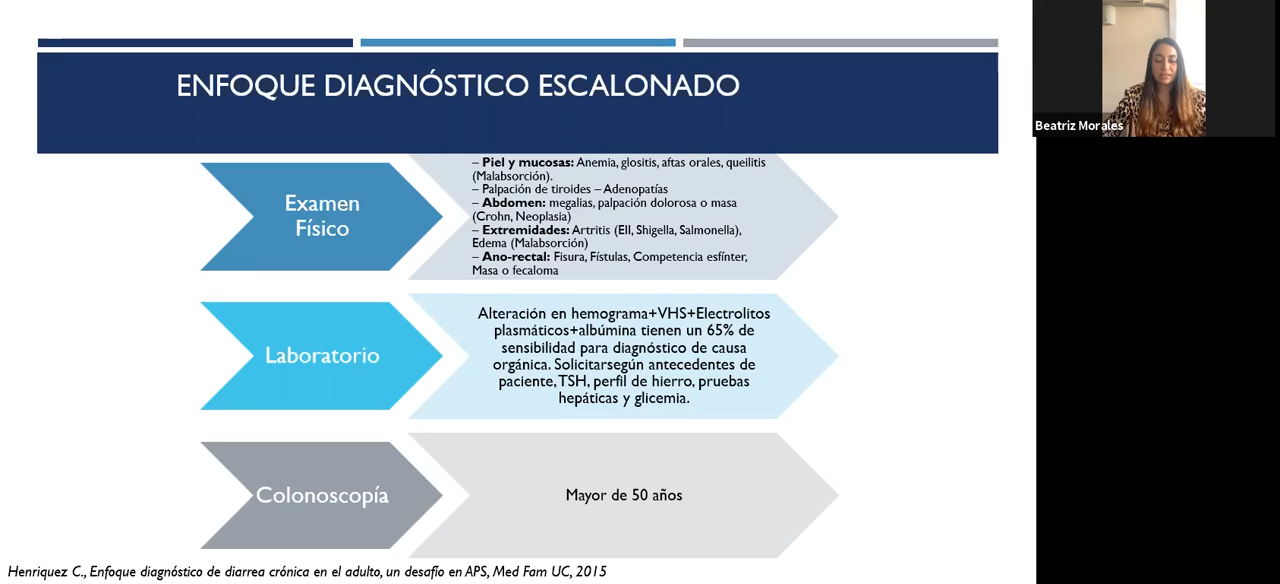 ENFOQUE DIAGNÓSTICO ESCALONADO
Beatriz Morales
Examen
Físico
– Piel y mucosas: Anemia, glositis, aftas orales, queilitis
(Malabsorción).
– Palpación de tiroides – Adenopatías
– Abdomen: megalias, palpación dolorosa o masa
(Crohn, Neoplasia)
– Extremidades: Artritis (EII, Shigella, Salmonella),
Edema (Malabsorción)
– Ano-rectal: Fisura, Fístulas, Competencia esfínter,
Masa o fecaloma
Laboratorio
Alteración en hemograma+VHS+Electrolitos
plasmáticos+albúmina tienen un 65% de
sensibilidad para diagnóstico de causa
orgánica. Solicitarsegún antecedentes de
paciente, TSH, perfil de hierro, pruebas
hepáticas y glicemia.
Colonoscopía
Mayor de 50 años
Henriquez C., Enfoque diagnóstico de diarrea crónica en el adulto, un desafío en APS, Med Fam UC, 2015